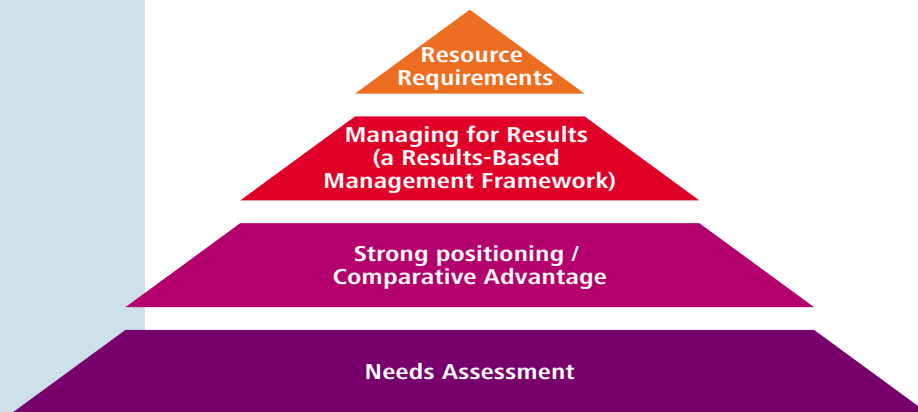 Resource
Requirements
Managing for Results
(a Results-Based
Management Framework)
Strong positioning /
Comparative Advantage
Needs Assessment